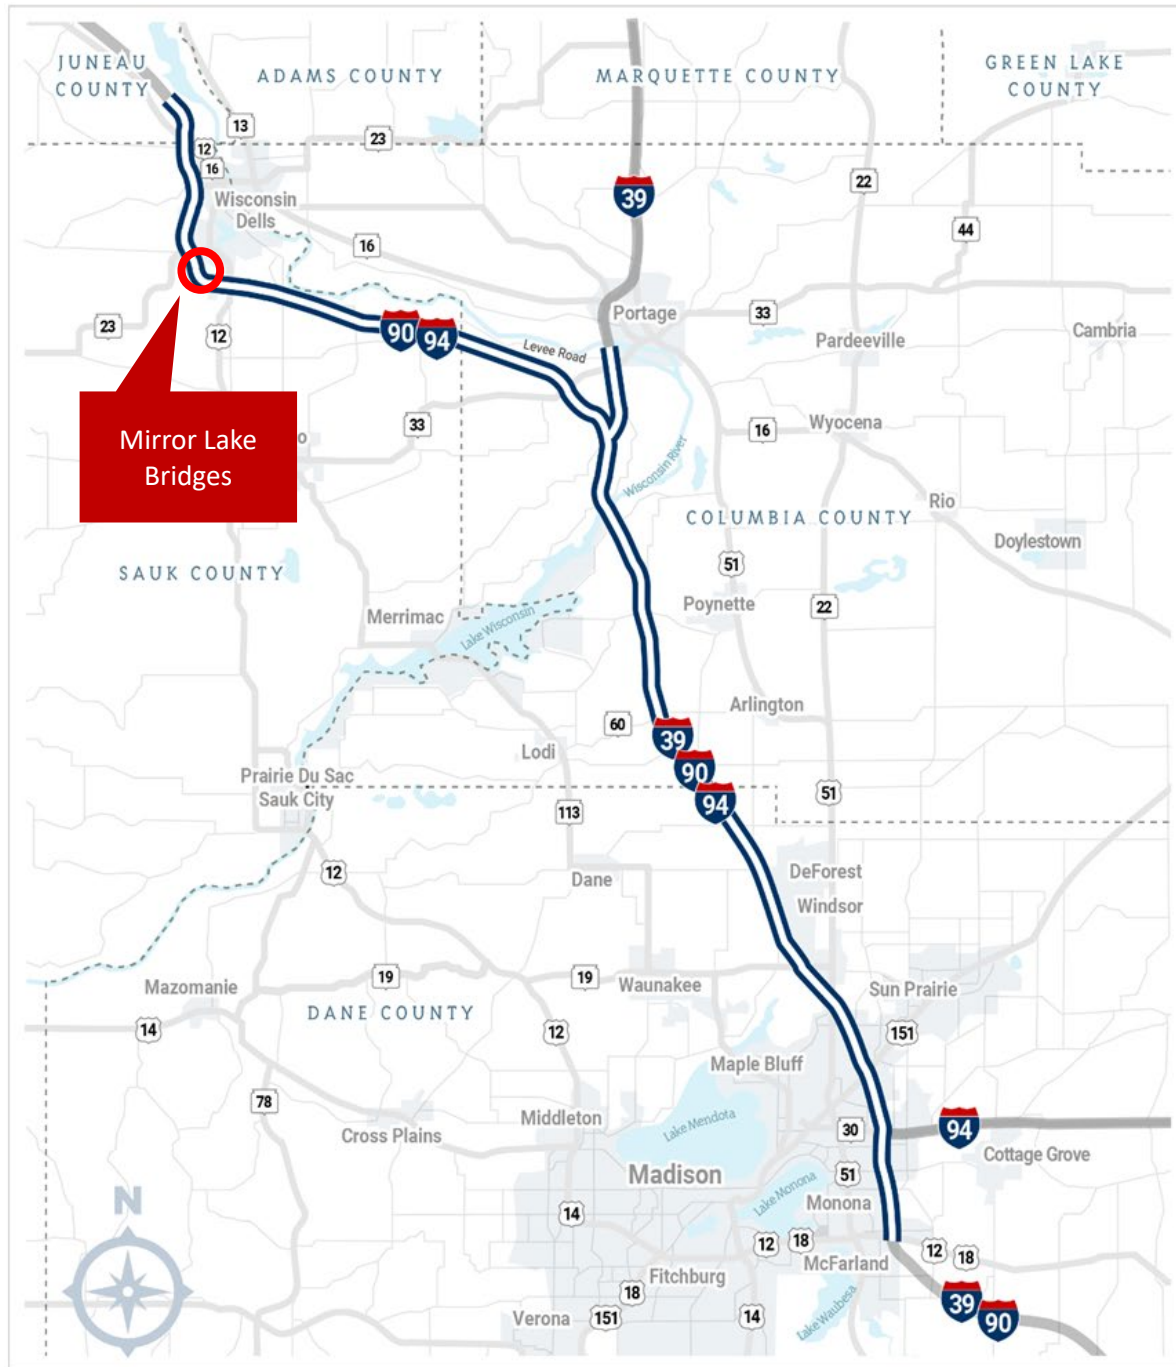 JUNEAU
COUNTY
ADAMS COUNTY
MARQUETTE COUNTY
GREEN LAKE
COUNTY
13
23
12
16
Wisconsin
Dells
39
22
44
16
Portage
33
23
12
90
94
Levee Road
Pardeeville
Cambria
Mirror Lake
Bridges
o
33
16
Wyocena
Wisconsin River
Rio
COLUMBIA COUNTY
Doylestown
SAUK COUNTY
51
Merrimac
Poynette
22
Lake Wisconsin
Arlington
60
39
Lodi
90
Prairie Du Sac
Sauk City
94
51
113
12
Dane
DeForest
Windsor
19
19
Waunakee
Sun Prairie
Mazomanie
DANE COUNTY
14
12
151
Maple Bluff
78
Middleton
Lake Mendota
30
94
Cross Plains
Cottage Grove
Madison
51
Lake Monona
Monona
N
14
12
18
12
18
McFarland
Fitchburg
18
39
90
Verona
151
14
Lake Waubesa